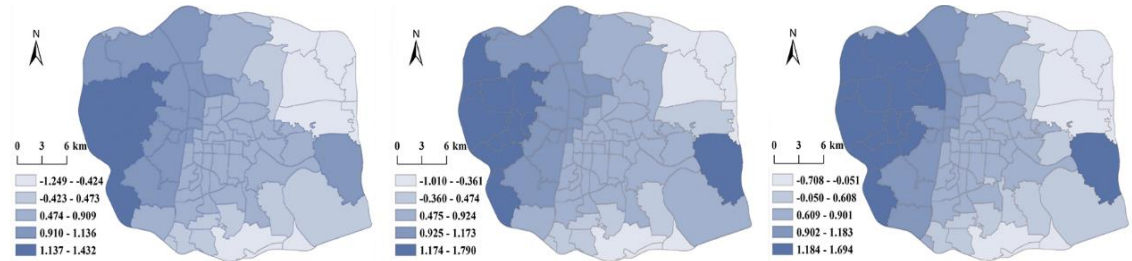 N
0 3 6 km
-1.249 - -0.424
-0.423 - 0.473
0.474 - 0.909
0.910 - 1.136
1.137 - 1.432
N
0 3 6 km
-1.010 - -0.361
-0.360 - 0.474
0.475 - 0.924
0.925 - 1.173
1.174 - 1.790
N
0 3 6 km
-0.708 - -0.051
-0.050 - 0.608
0.609 - 0.901
0.902 - 1.183
1.184 - 1.694